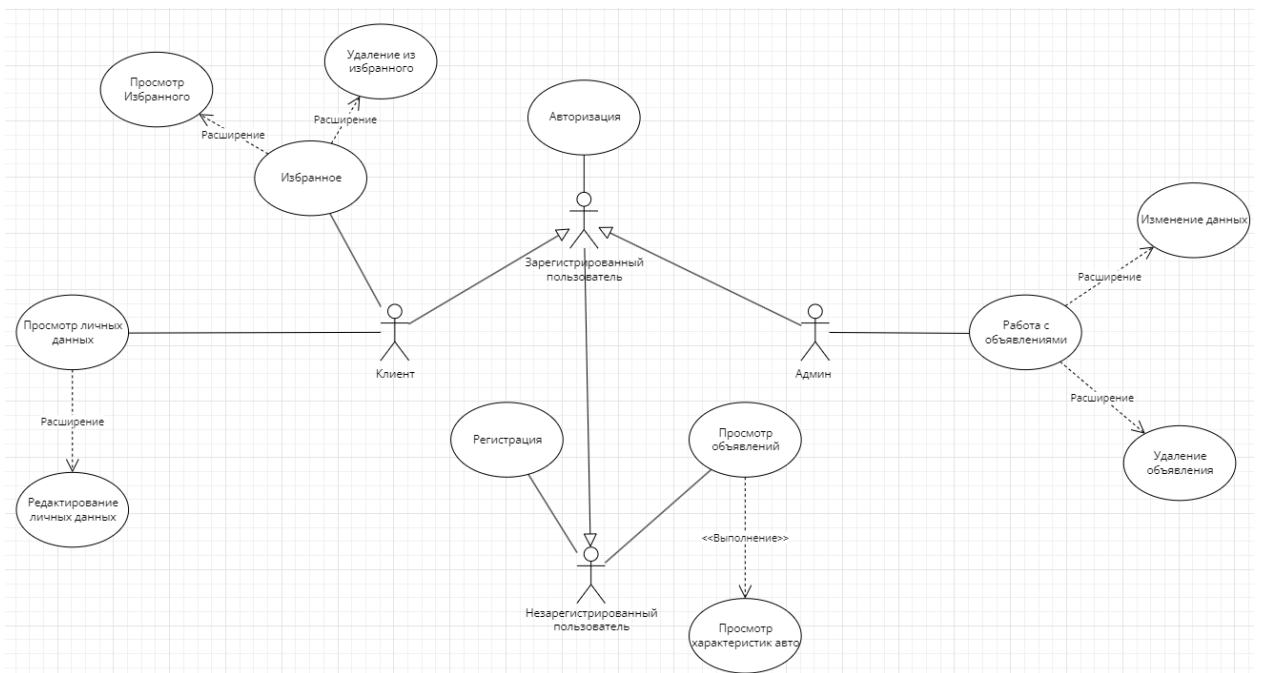 Удаление из
избранного
Просмотр
Избранного
Расширение
Расширение
Избранное
Авторизация
Зарегистрированный
пользователь
Изменение данных
Расширение
Просмотр личных
данных
Клиент
Админ
Работа с
объявлениями
Расширение
Расширение
Регистрация
Просмотр
объявлений
Удаление
объявления
Редактирование
личных данных
<<Выполнение>>
Незарегистрированный
пользователь
Просмотр
характеристик авто